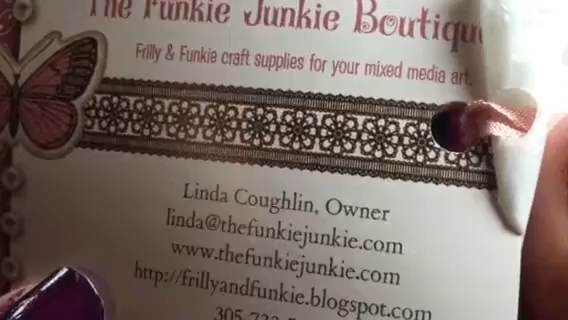 The Funkie Junkie Boutique
Frilly & Funkie craft supplies for your mixed media art.
Linda Coughlin, Owner
linda@thefunkiejunkie.com
www.thefunkiejunkie.com
http://frillyandfunkie.blogspot.com